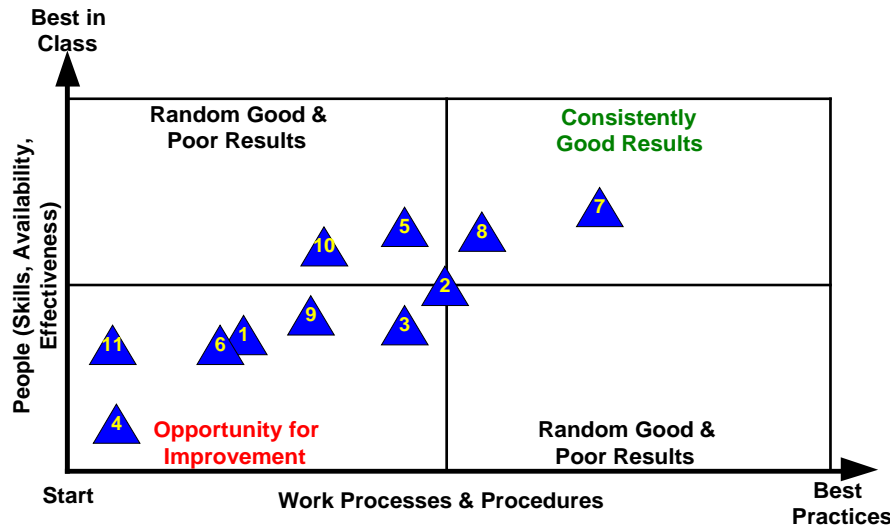 Best in
Class
Random Good &
Poor Results
Consistently
Good Results
People (Skills, Availability,
Effectiveness)
7
5
8
10
2
9
3
1
6
11
4
Opportunity for
Improvement
Random Good &
Poor Results
Start
Work Processes & Procedures
Best
Practices